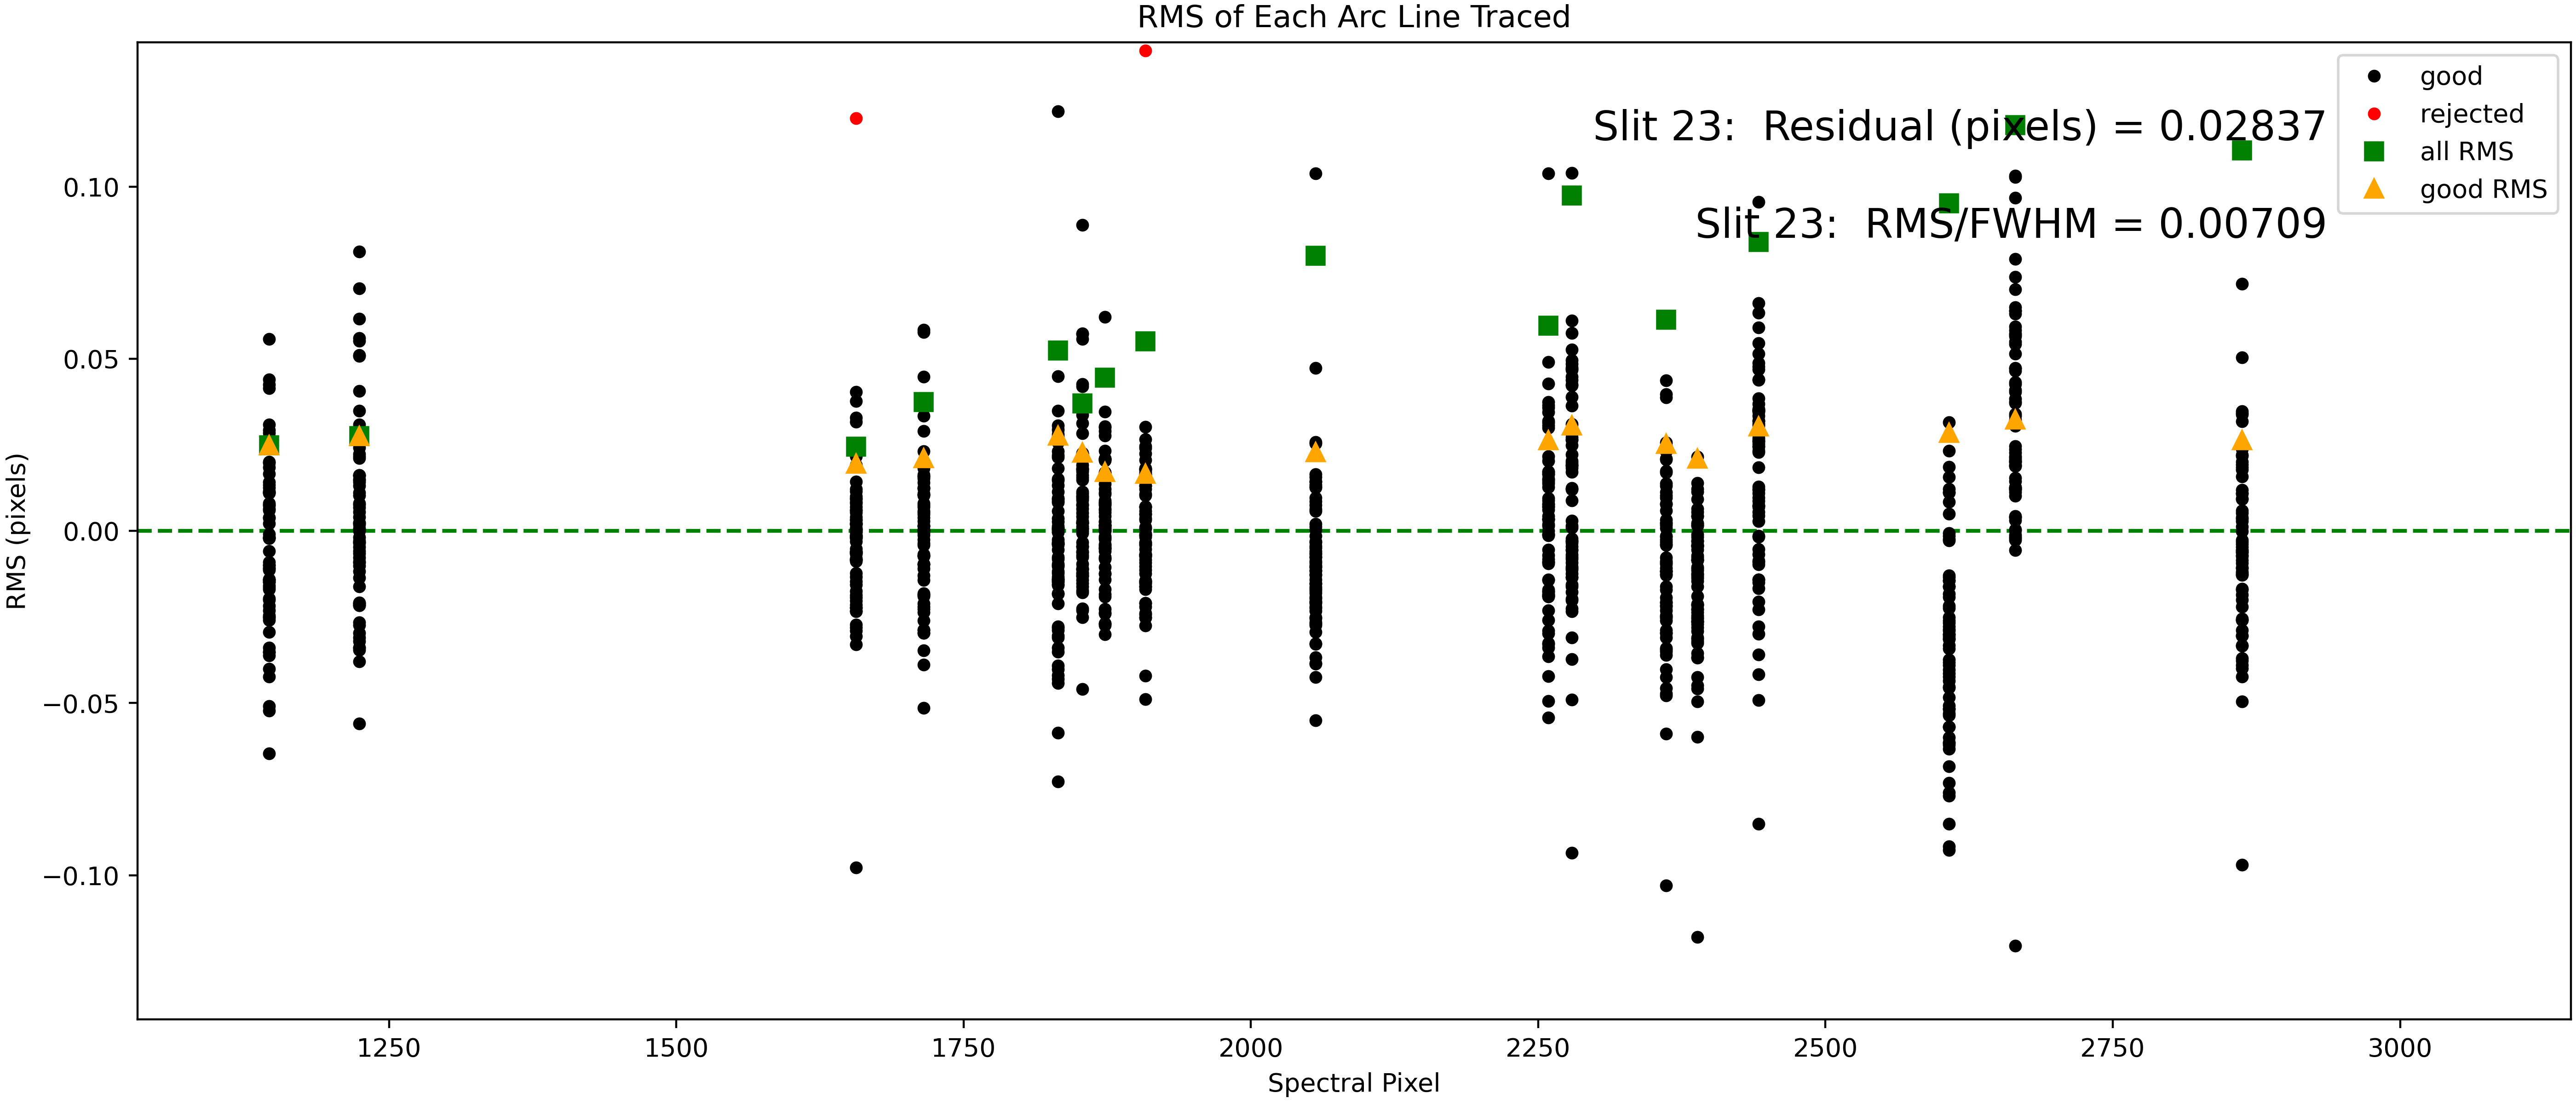 RMS of Each Arc Line Traced
good
rejected
all RMS
good RMS
Slit 23:  Residual (pixels) = 0.02837
Slit 23:  RMS/FWHM = 0.00709
RMS (pixels)
0.10
0.05
0.00
−0.05
−0.10
1250 1500 1750 2000 2250 2500 2750 3000
Spectral Pixel